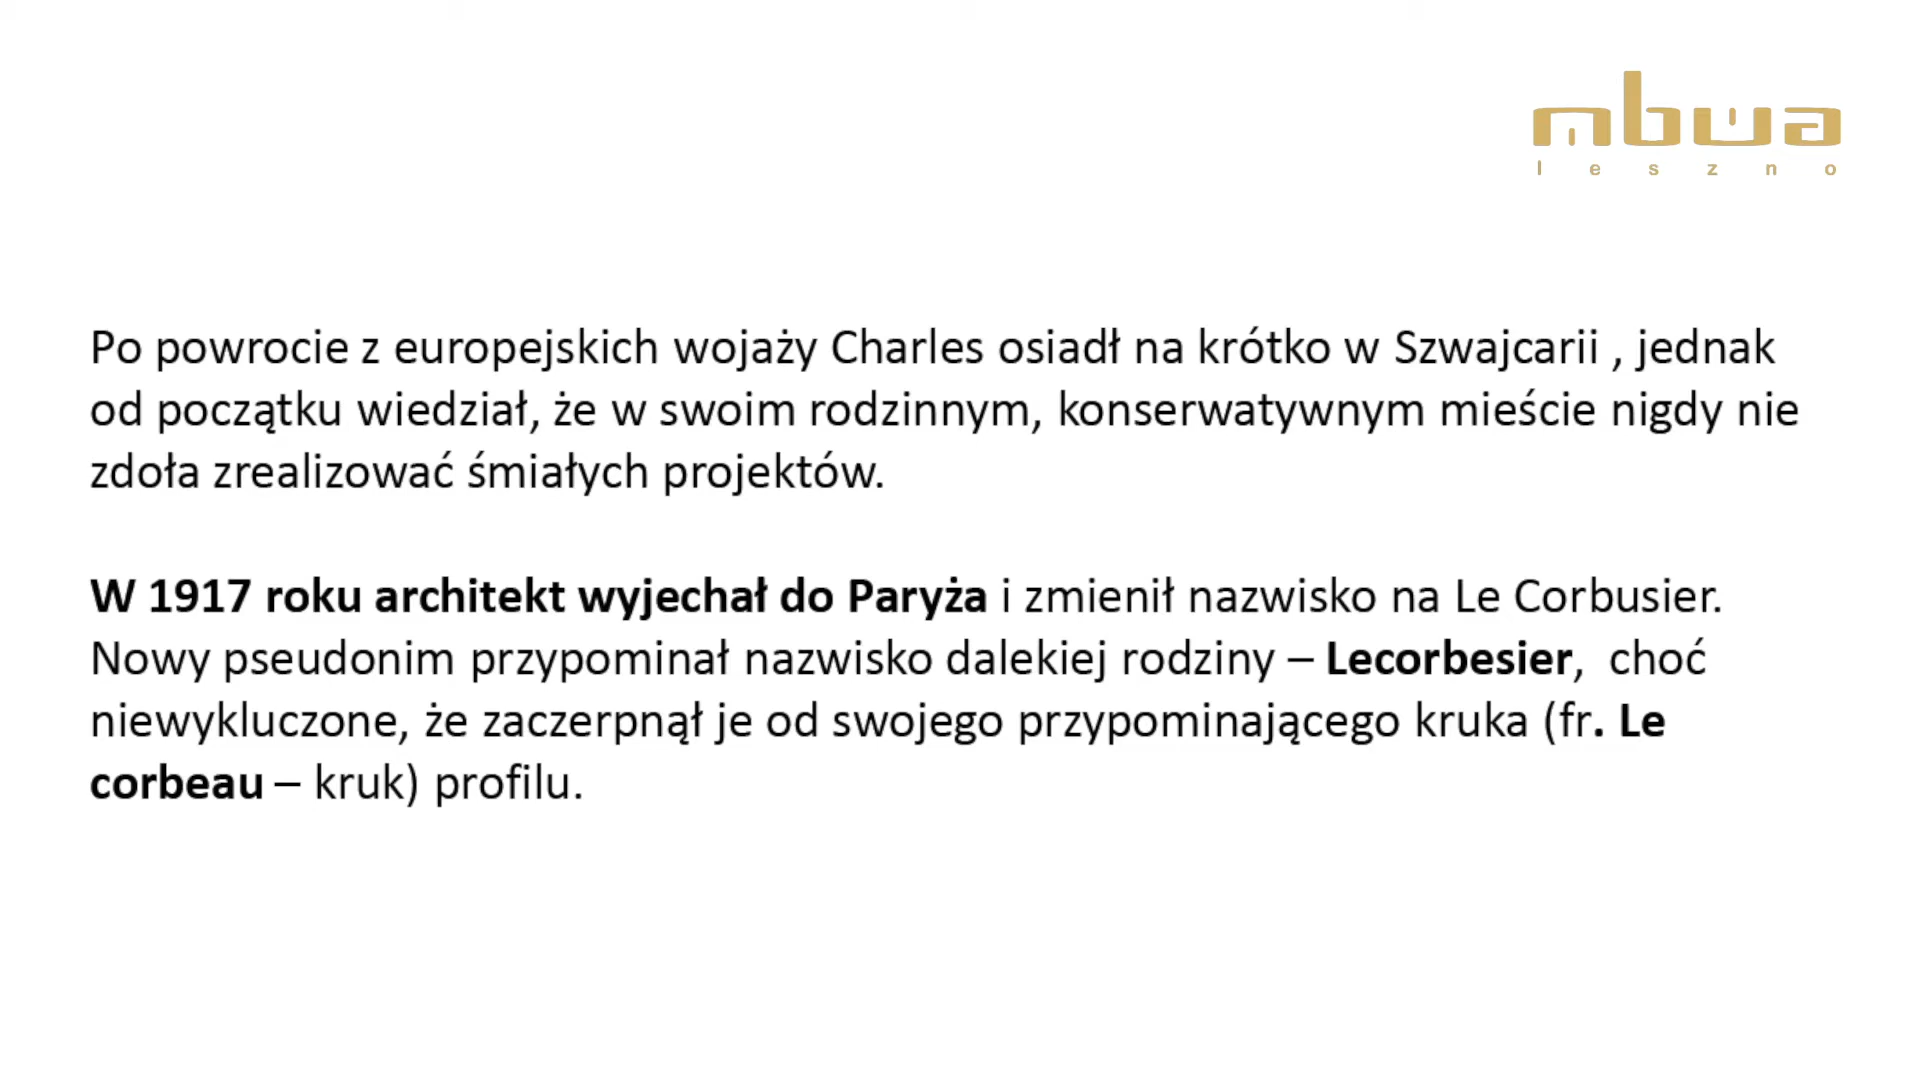 mbwa
leszno
Po powrocie z europejskich wojaży Charles osiadł na krótko w Szwajcarii , jednak
od początku wiedział, że w swoim rodzinnym, konserwatywnym mieście nigdy nie
zdoła zrealizować śmiałych projektów.
W 1917 roku architekt wyjechał do Paryża i zmienił nazwisko na Le Corbusier.
Nowy pseudonim przypominał nazwisko dalekiej rodziny – Lecorbesier, choć
niewykluczone, że zaczerpnął je od swojego przypominającego kruka (fr. Le
corbeau – kruk) profilu.